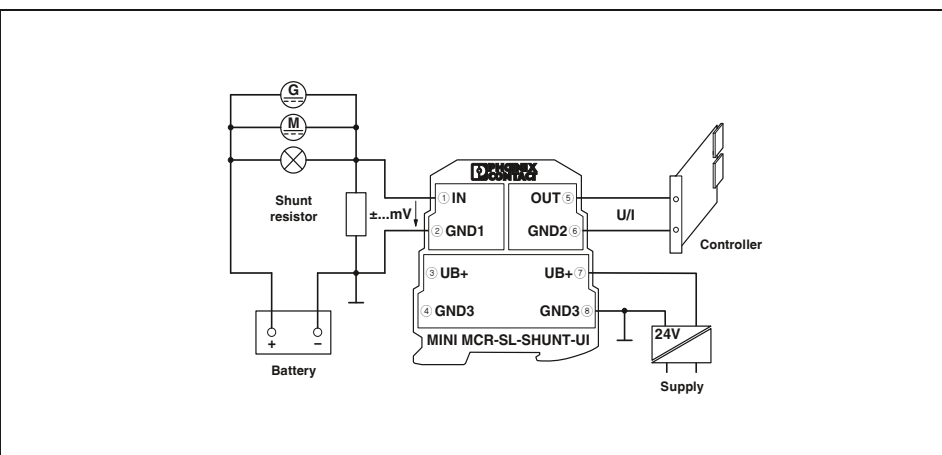 G
M
PHŒNIX
CONTACT
① IN
OUT ⑤
Shunt
resistor
±...mV
U/I
② GND1
GND2 ⑥
Controller
③ UB+
UB+ ⑦
④ GND3
GND3 ⑧
24V
+
–
MINI MCR-SL-SHUNT-UI
Battery
Supply